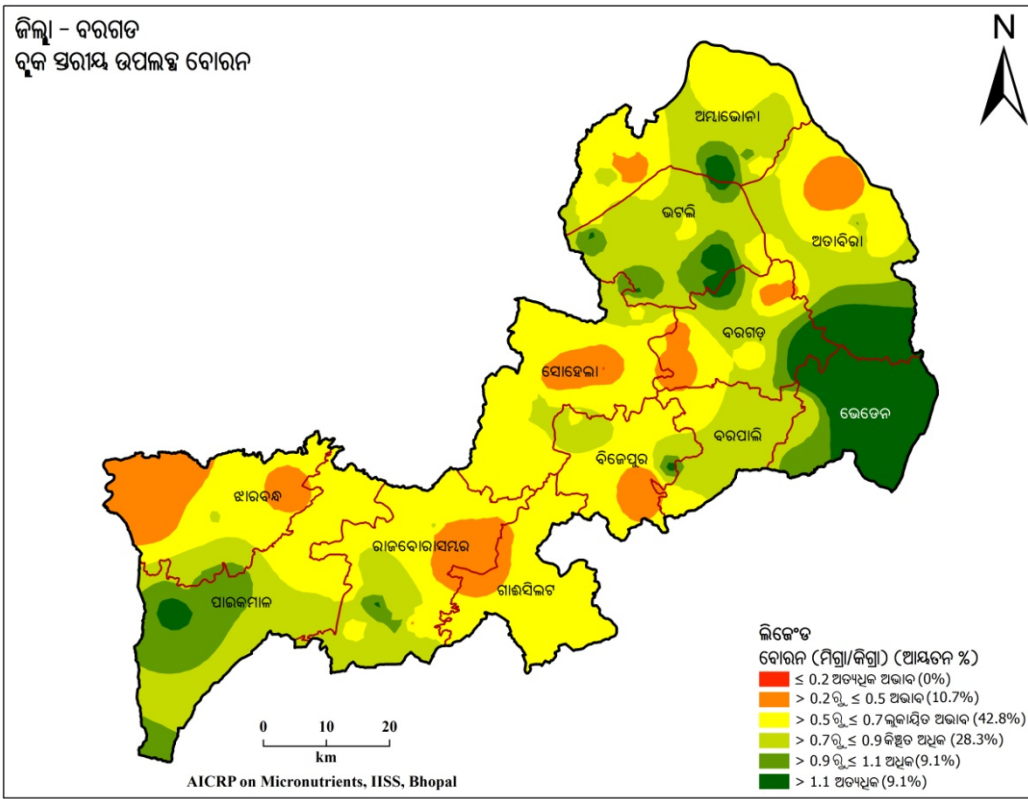 ଜିଲ୍ଲା - ବରଗଡ
ବ୍ଲକ ସ୍ତରୀୟ ଉପଲବ୍ଧ ବୋରନ
N
ଅମ୍ଭାଭୋନା
ଭଟଲି
ଅତାବିରା
ବରଗଡ଼
ସୋହେଲା
ଭେଡେନ
ବରପାଲି
ବିଜେପୁର
ଝାରବନ୍ଧ
ରାଜବୋରାସମ୍ଭର
ଗାଈସିଲଟ
ପାଇକମାଳ
ଲିଜେଂଡ
ବୋରନ (ମିଗ୍ରା/କିଗ୍ରା) (ଆୟତନ %)
≤ 0.2 ଅତ୍ୟଧିକ ଅଭାବ (0%)
> 0.2 ରୁ ≤ 0.5 ଅଭାବ (10.7%)
> 0.5 ରୁ ≤ 0.7 ଲୁକାୟିତ ଅଭାବ (42.8%)
> 0.7 ରୁ ≤ 0.9 କିଞ୍ଚିତ ଅଧିକ (28.3%)
> 0.9 ରୁ ≤ 1.1 ଅଧିକ (9.1%)
> 1.1 ଅତ୍ୟଧିକ (9.1%)
0 10 20
km
AICRP on Micronutrients, IISS, Bhopal